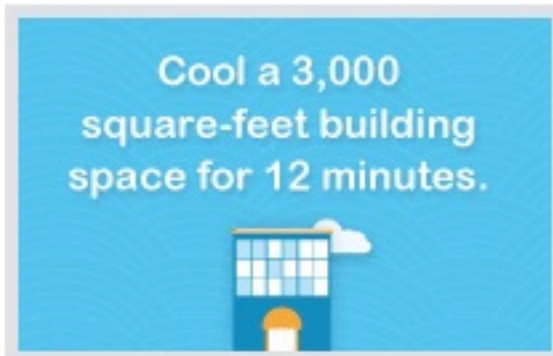 Cool a 3,000
square-feet building
space for 12 minutes.